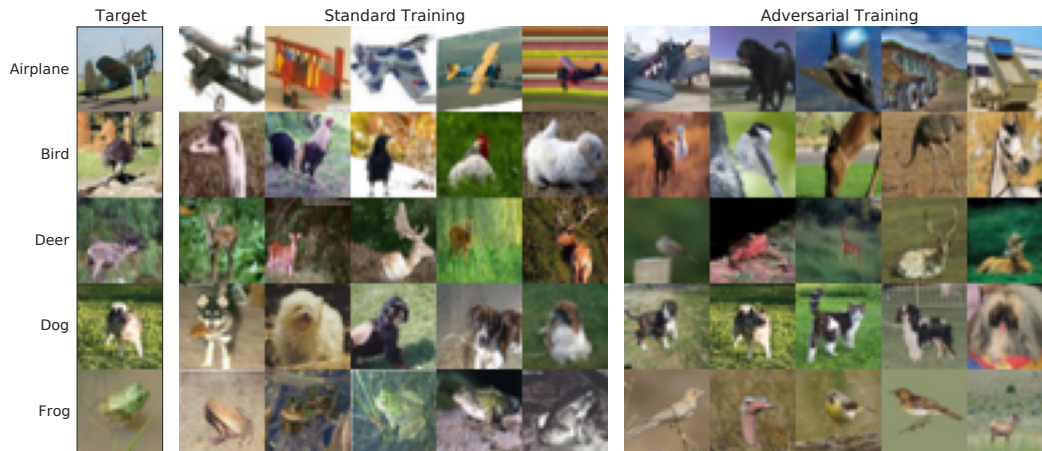 Target Standard Training Adversarial Training
Airplane
Bird
Deer
Dog
Frog